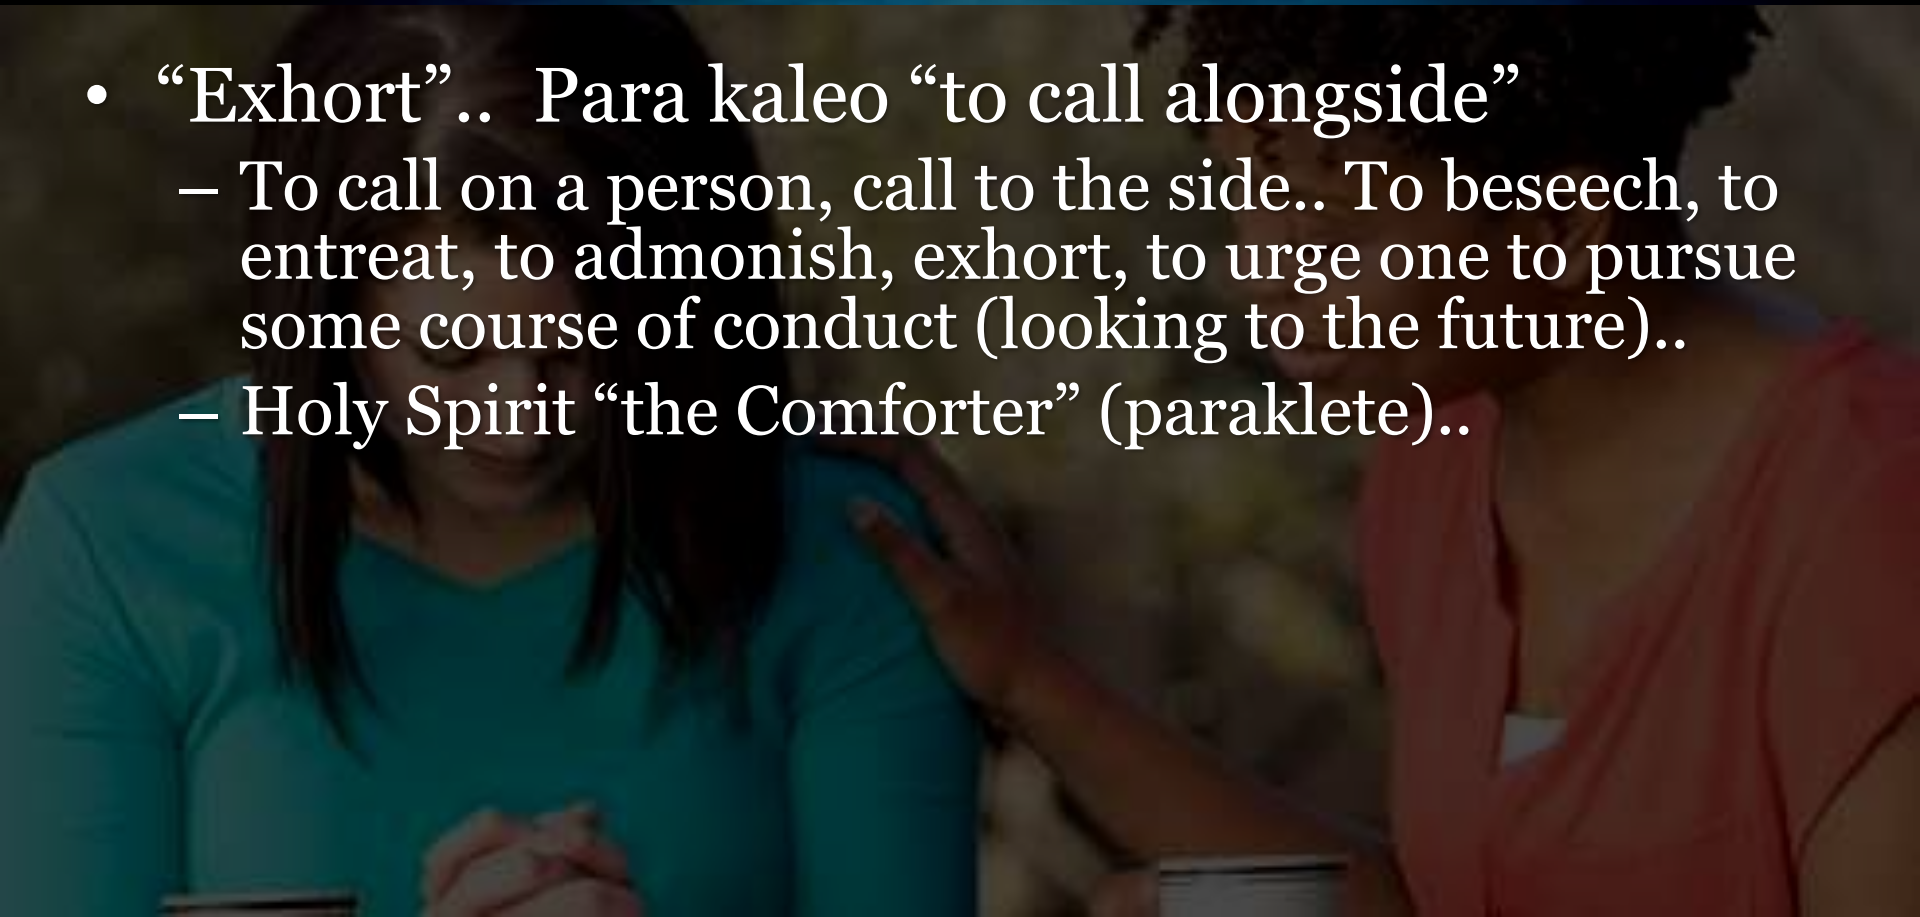 • “Exhort”.. Para kaleo “to call alongside”
– To call on a person, call to the side.. To beseech, to
entreat, to admonish, exhort, to urge one to pursue
some course of conduct (looking to the future)..
– Holy Spirit “the Comforter” (paraklete)..